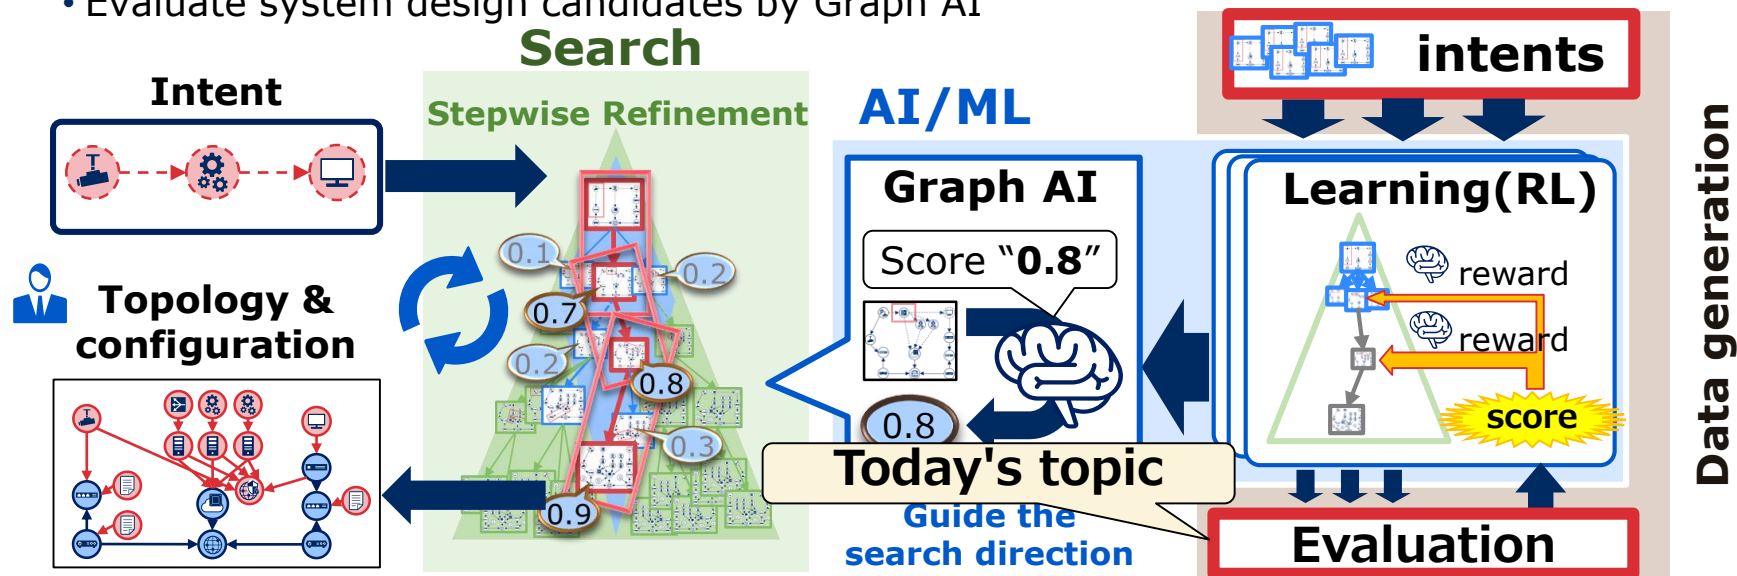 • Evaluate system design candidates by Graph AI
Search
Intent
Stepwise Refinement
AI/ML
intents
Data generation
0.1
0.2
0.7
0.2
0.8
0.3
0.9
Topology &
configuration
Graph AI
Score “0.8”
0.8
Learning(RL)
reward
reward
score
Today's topic
Guide the
search direction
Evaluation